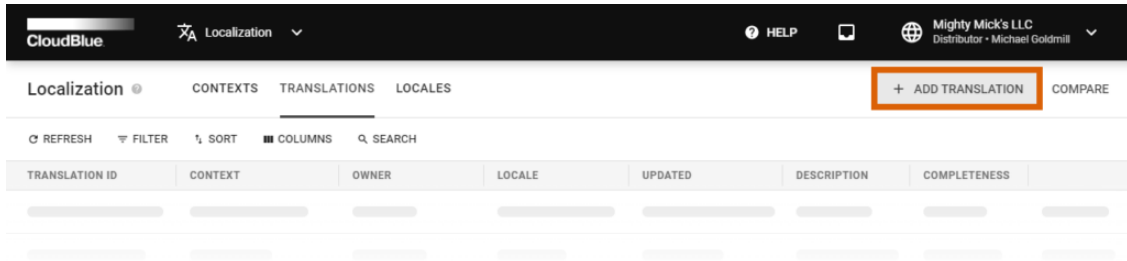 CloudBlue. Localization HELP Mighty Mick's LLC
Distributor • Michael Goldmill
Localization CONTEXTS TRANSLATIONS LOCALES + ADD TRANSLATION COMPARE
REFRESH FILTER SORT COLUMNS SEARCH
TRANSLATION ID CONTEXT OWNER LOCALE UPDATED DESCRIPTION COMPLETENESS